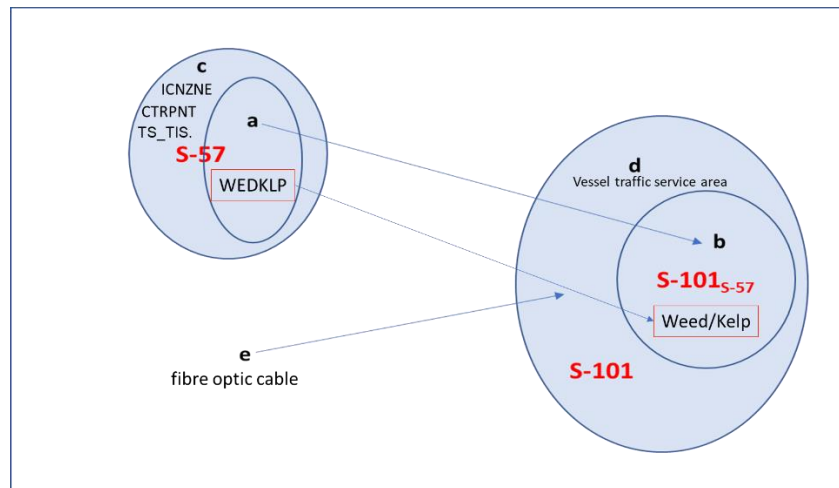 c
ICNZNE
CTRPNT
TS_TIS.
a
S-57
WEDKLP
d
Vessel traffic service area
b
S-101S-57
Weed/Kelp
e
fibre optic cable
S-101